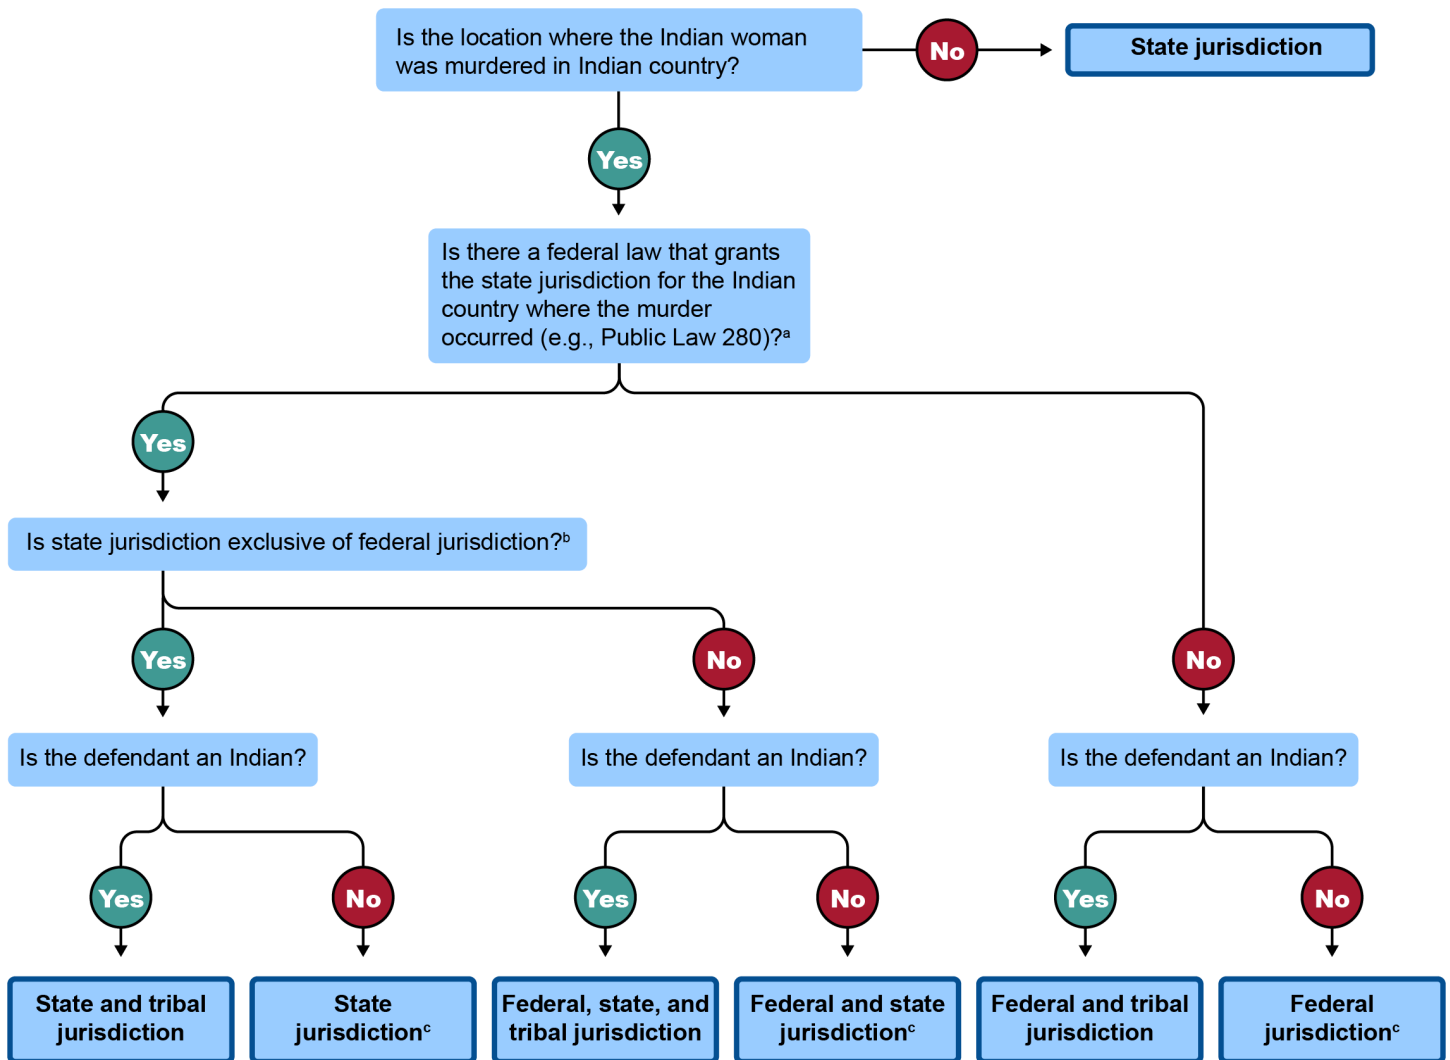 Is the location where the Indian woman
was murdered in Indian country?
No
State jurisdiction
Yes
Is there a federal law that grants
the state jurisdiction for the Indian
country where the murder
occurred (e.g., Public Law 280)?ᵃ
Yes
Is state jurisdiction exclusive of federal jurisdiction?ᵇ
Yes
No
No
Is the defendant an Indian?
Is the defendant an Indian?
Is the defendant an Indian?
Yes
No
Yes
No
Yes
No
State and tribal
jurisdiction
State
jurisdictionᶜ
Federal, state, and
tribal jurisdiction
Federal and state
jurisdictionᶜ
Federal and tribal
jurisdiction
Federal
jurisdictionᶜ